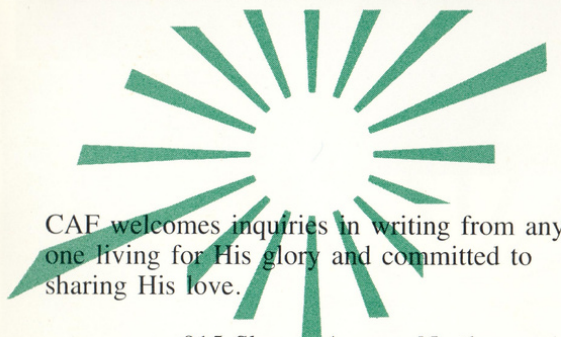 CAF welcomes inquiries in writing from any
one living for His glory and committed to
sharing His love.